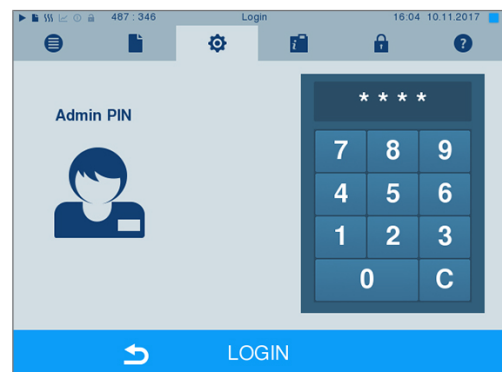 487 : 346 Login 16:04 10.11.2017
i ?
Admin PIN
* * * *
7 8 9
4 5 6
1 2 3
0 C
LOGIN